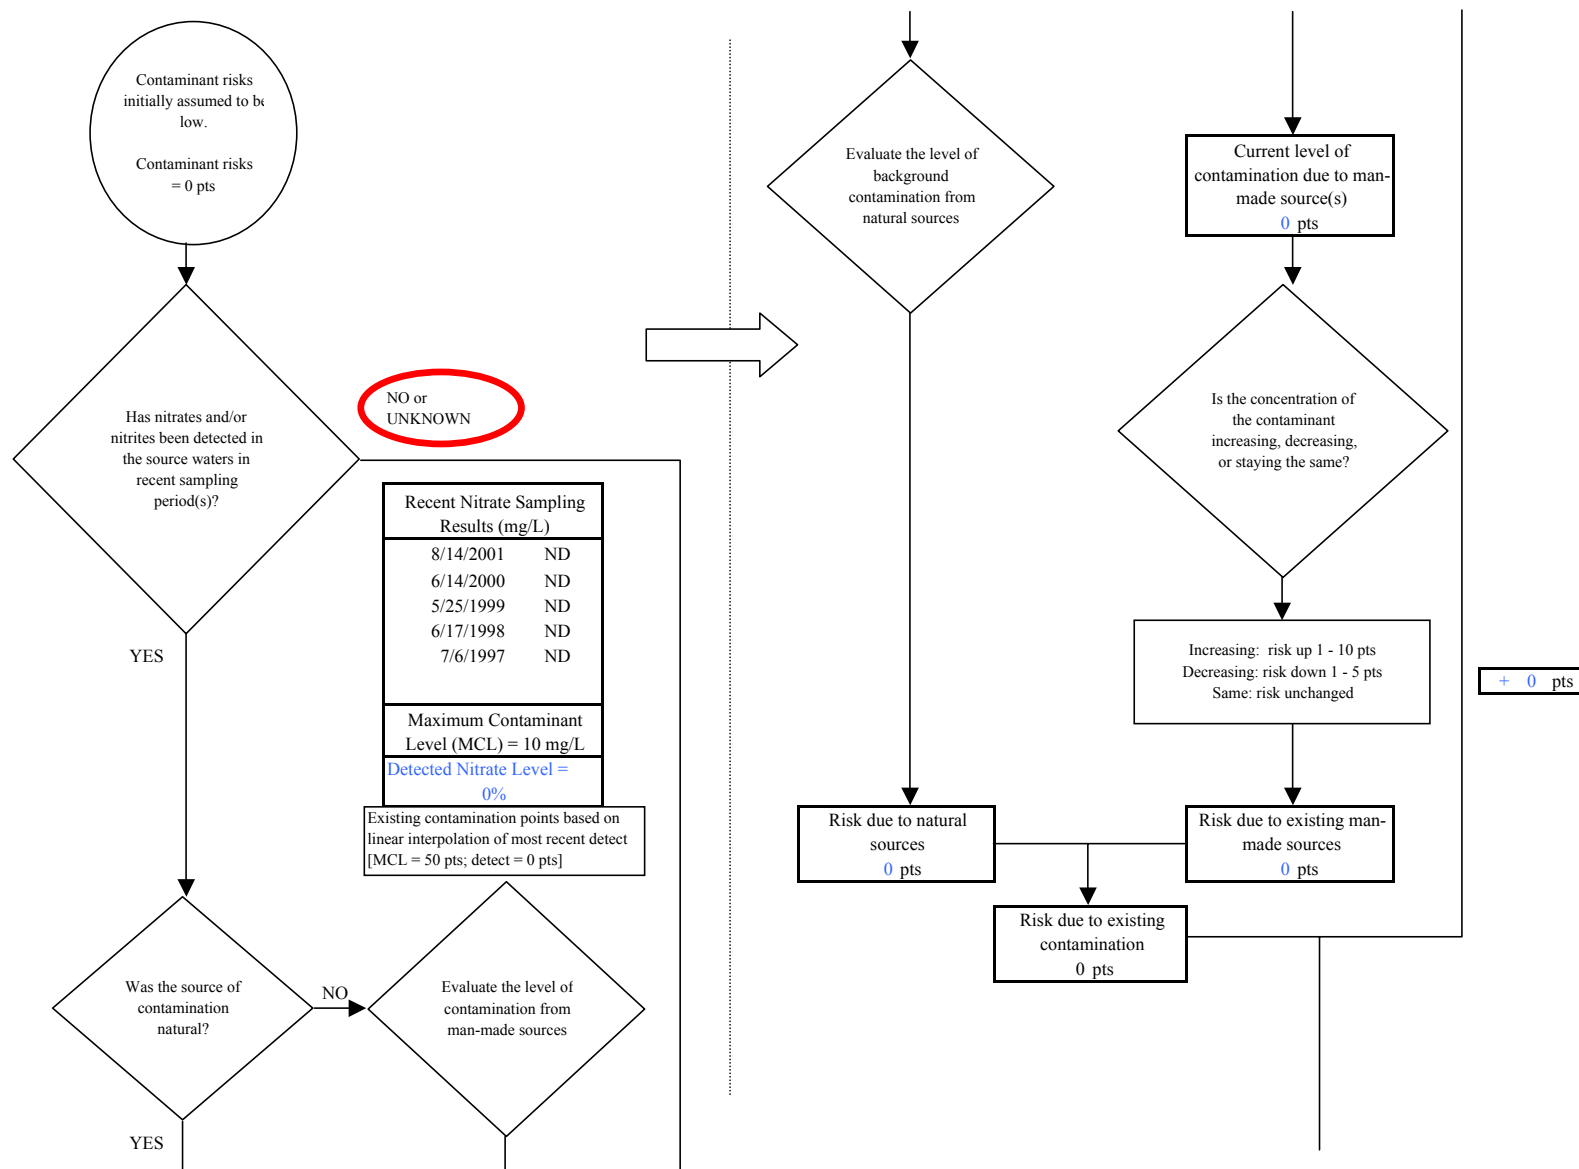 Contaminant risks
initially assumed to be
low.
Contaminant risks
= 0 pts
Has nitrates and/or
nitrites been detected in
the source waters in
recent sampling
period(s)?
NO or
UNKNOWN
YES
Recent Nitrate Sampling
Results (mg/L)
8/14/2001 ND
6/14/2000 ND
5/25/1999 ND
6/17/1998 ND
7/6/1997 ND
Maximum Contaminant
Level (MCL) = 10 mg/L
Detected Nitrate Level =
0%
Existing contamination points based on
linear interpolation of most recent detect
[MCL = 50 pts; detect = 0 pts]
Was the source of
contamination
natural?
NO
YES
Evaluate the level of
contamination from
man-made sources
Evaluate the level of
background
contamination from
natural sources
Current level of
contamination due to man-
made source(s)
0 pts
Is the concentration of
the contaminant
increasing, decreasing,
or staying the same?
Increasing: risk up 1 - 10 pts
Decreasing: risk down 1 - 5 pts
Same: risk unchanged
+ 0 pts
Risk due to natural
sources
0 pts
Risk due to existing man-
made sources
0 pts
Risk due to existing
contamination
0 pts